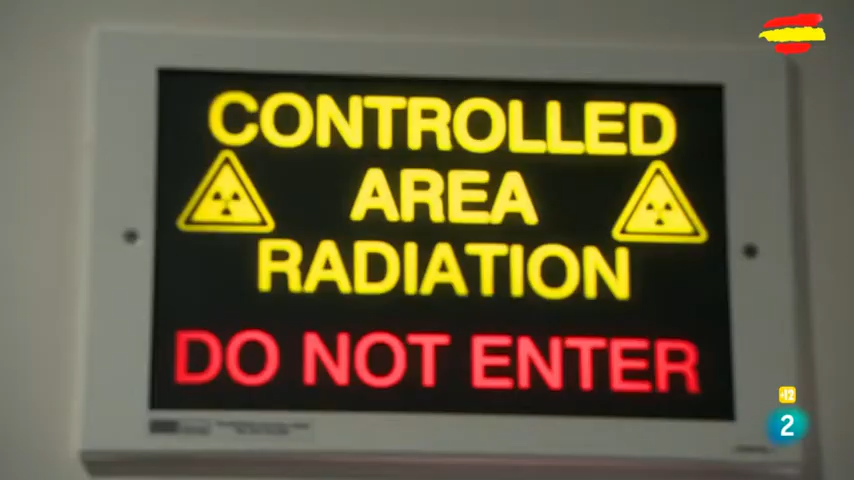 CONTROLLED
AREA
RADIATION
DO NOT ENTER
+12
2